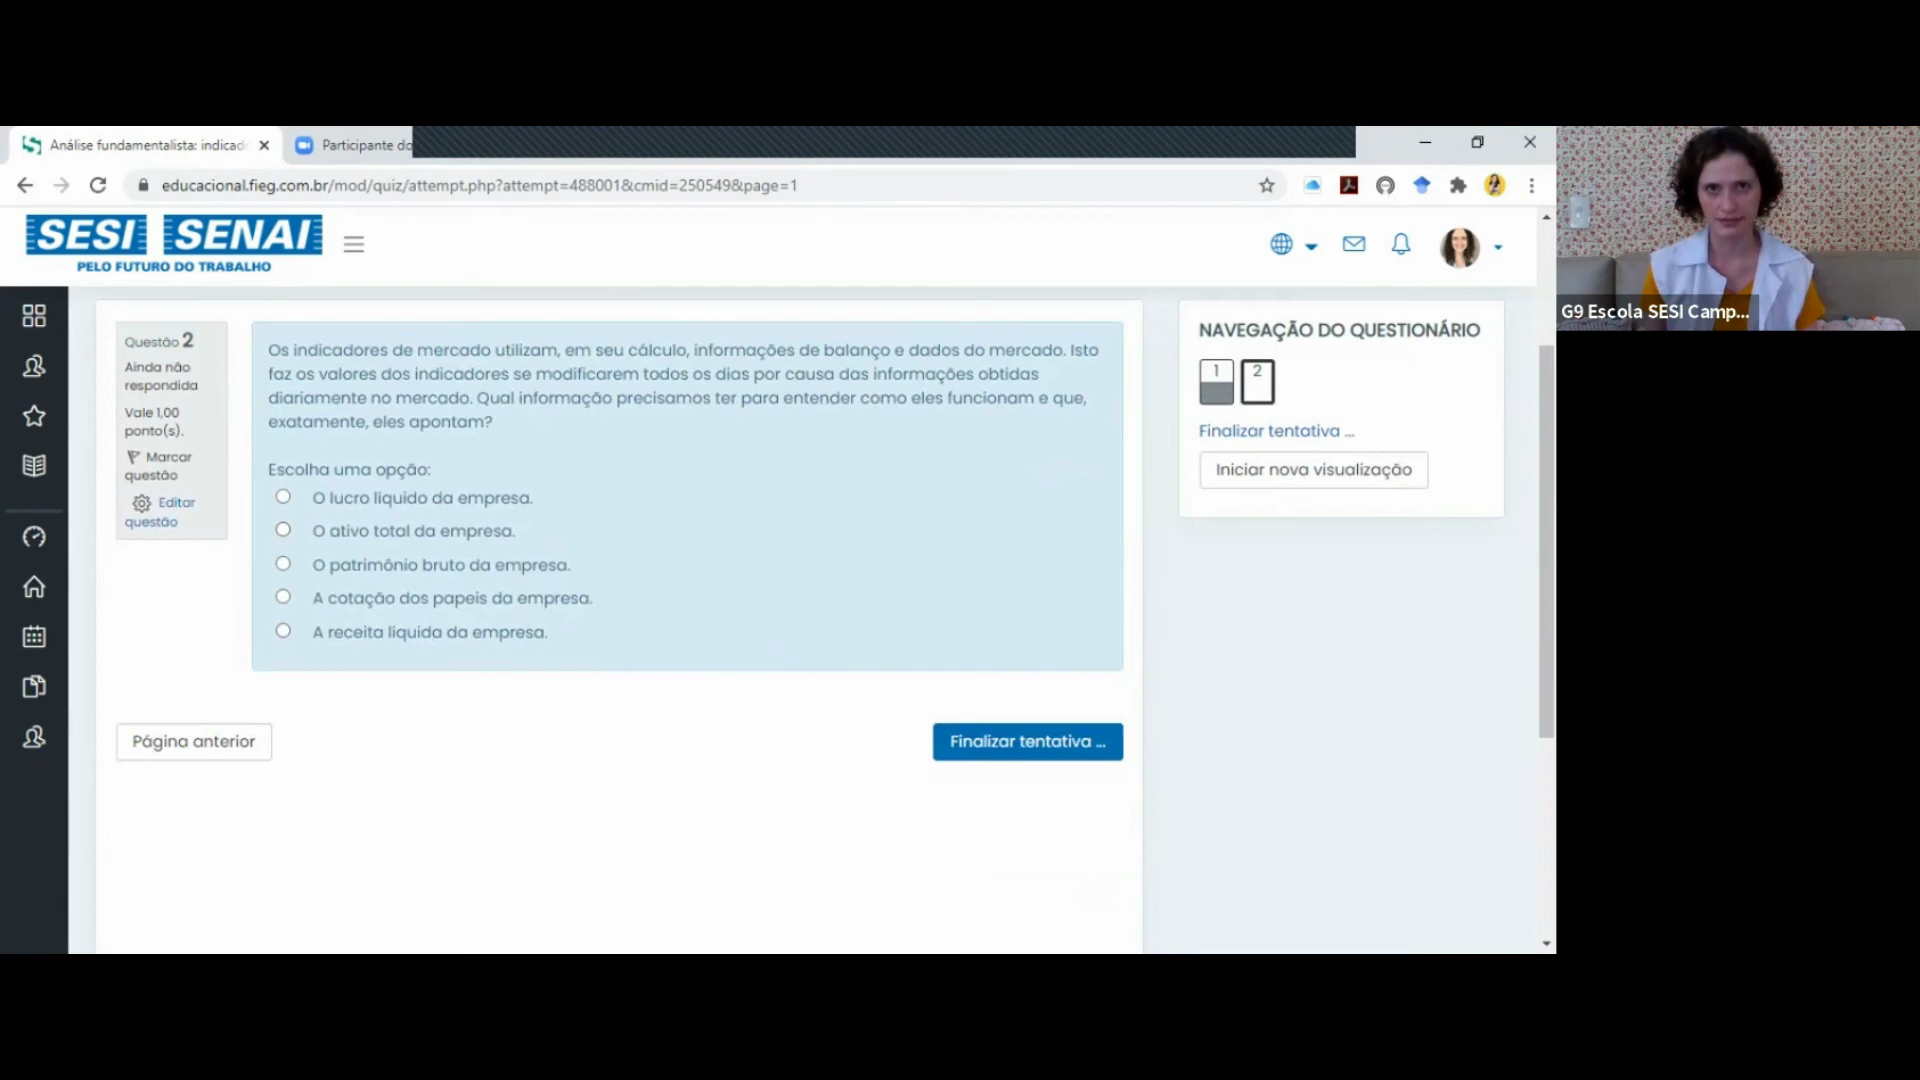 Análise fundamentalista: indicad
Participante do
educacional.fieg.com.br/mod/quiz/attempt.php?attempt=488001&cmid=250549&page=1
SESI SENAI
PELO FUTURO DO TRABALHO
G9 Escola SESI Camp...
Questão 2
Ainda não
respondida
Vale 1,00
ponto(s).
Marcar
questão
Editar
questão
Os indicadores de mercado utilizam, em seu cálculo, informações de balanço e dados do mercado. Isto
faz os valores dos indicadores se modificarem todos os dias por causa das informações obtidas
diariamente no mercado. Qual informação precisamos ter para entender como eles funcionam e que,
exatamente, eles apontam?
Escolha uma opção:
O lucro líquido da empresa.
O ativo total da empresa.
O patrimônio bruto da empresa.
A cotação dos papeis da empresa.
A receita líquida da empresa.
Página anterior
Finalizar tentativa ...
NAVEGAÇÃO DO QUESTIONÁRIO
1 2
Finalizar tentativa ...
Iniciar nova visualização